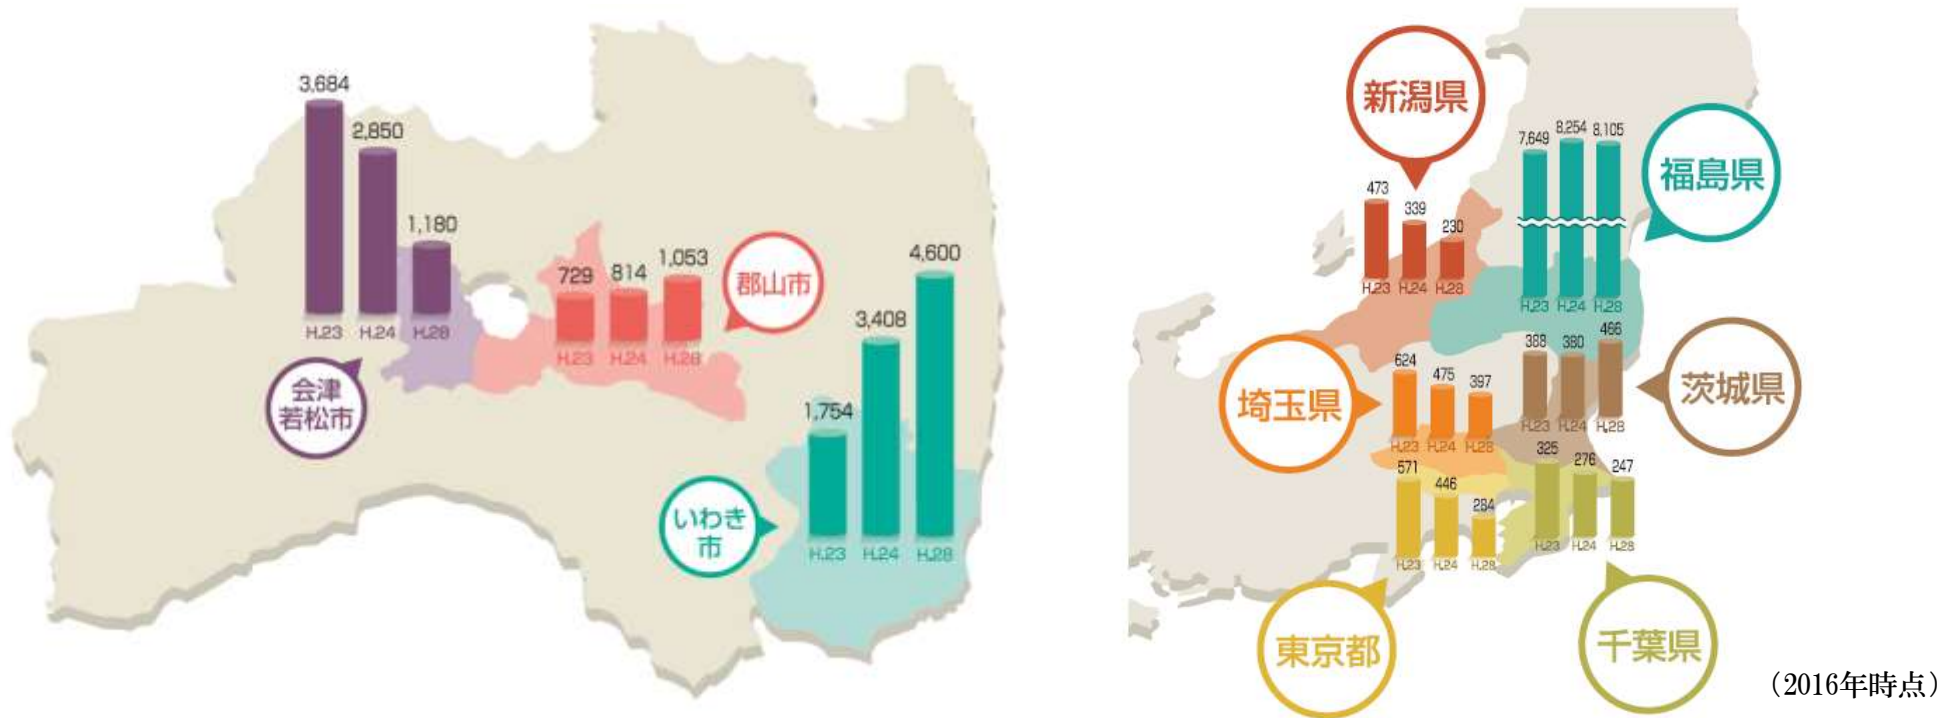 3,684
2,850
1,180
H.23 H.24 H.28
会津
若松市
729 814 1,053
H.23 H.24 H.28
郡山市
1,754
3,408
4,600
H.23 H.24 H.28
いわき
市
新潟県
473
339
230
H.23 H.24 H.28
7,649 8,254 8,105
H.23 H.24 H.28
福島県
埼玉県
624
475
397
H.23 H.24 H.28
388 380 466
H.23 H.24 H.28
茨城県
571
446
284
H.23 H.24 H.28
東京都
325
276
247
H.23 H.24 H.28
千葉県
（2016年時点）